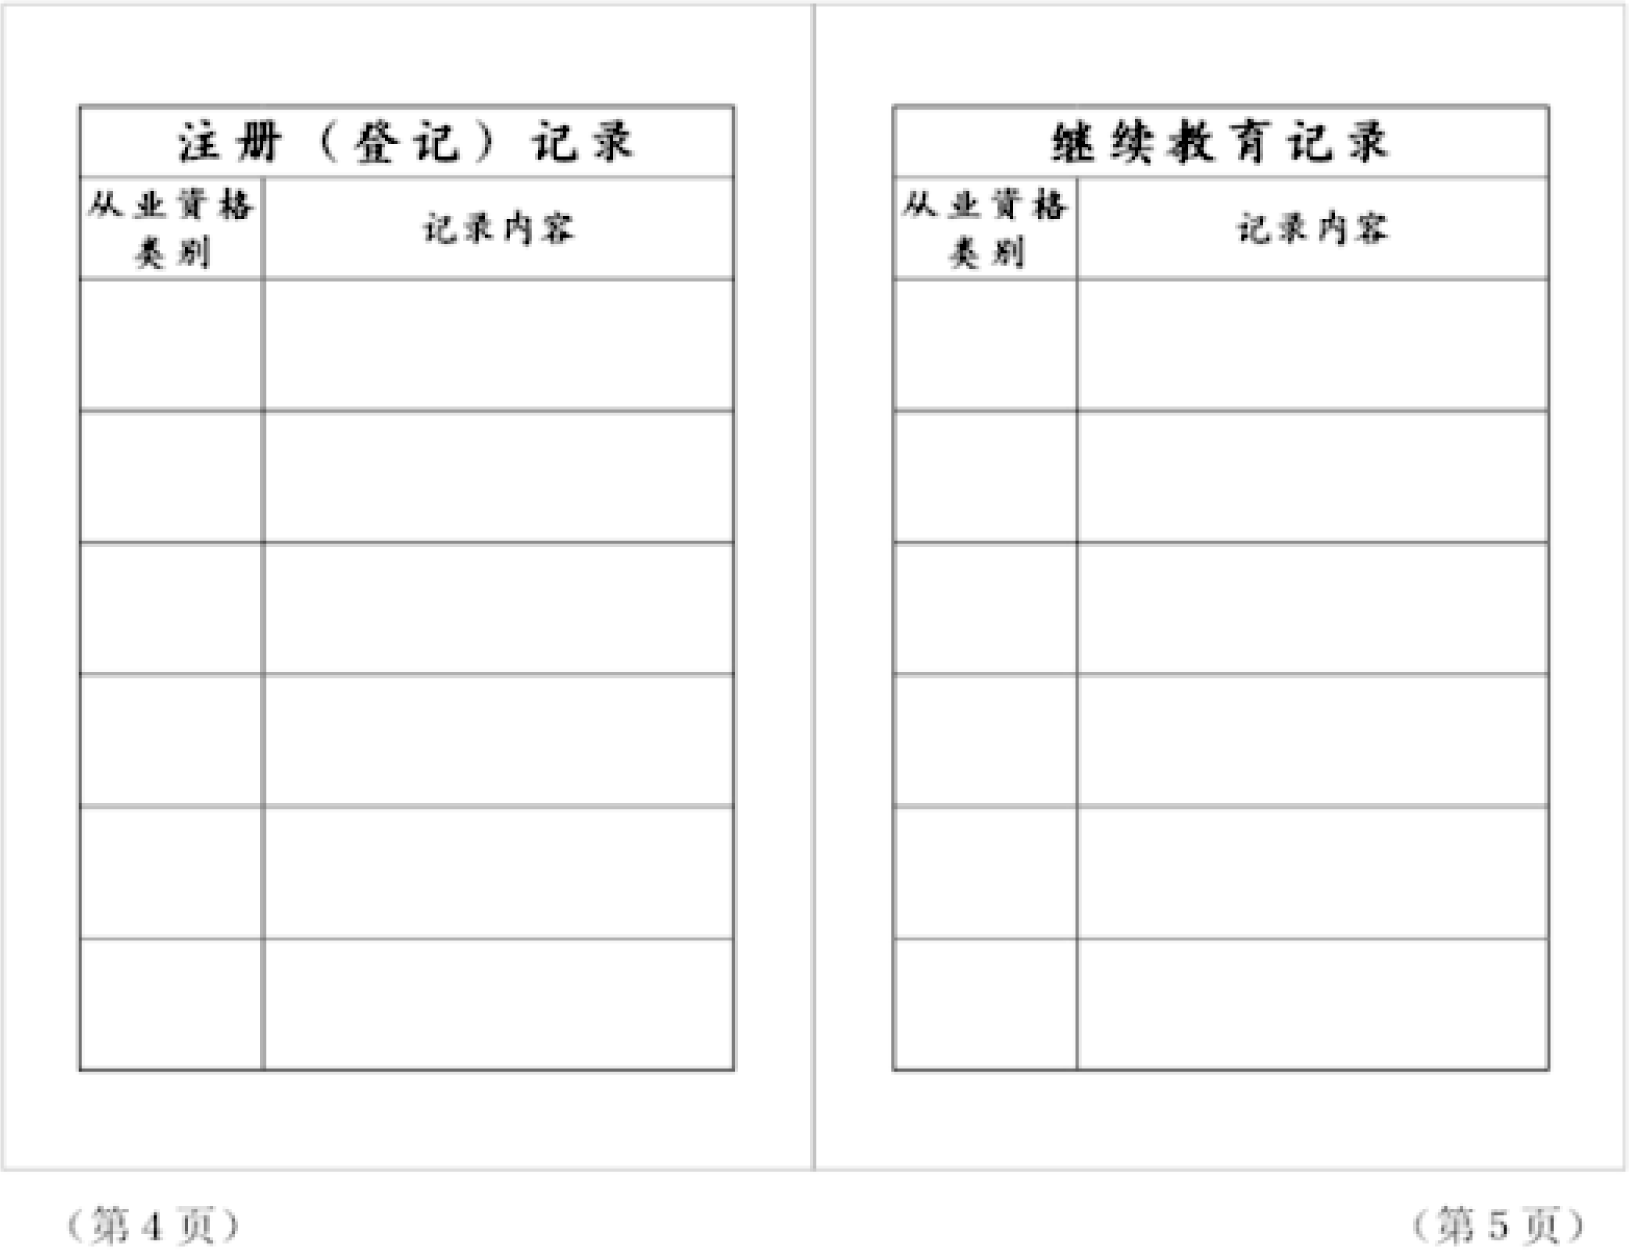 注册（登记）记录
从业资格
类别
记录内容
继续教育记录
从业资格
类别
记录内容
（第4页）
（第5页）